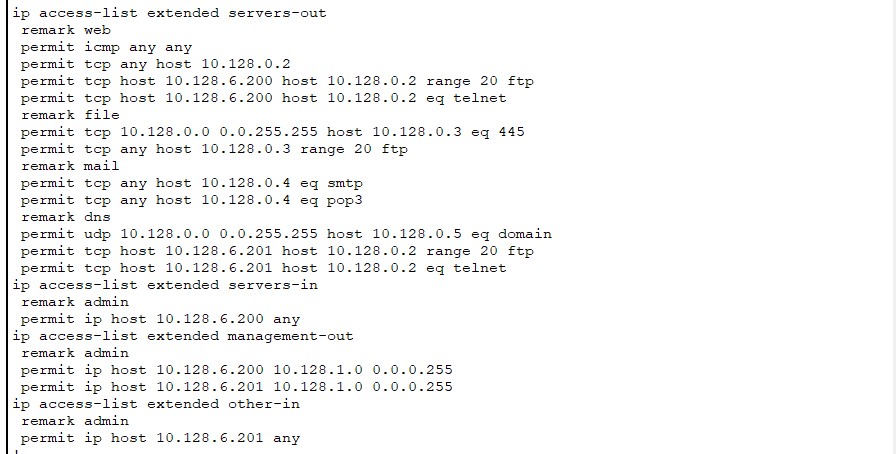 ip access-list extended servers-out
remark web
permit icmp any any
permit tcp any host 10.128.0.2
permit tcp host 10.128.6.200 host 10.128.0.2 range 20 ftp
permit tcp host 10.128.6.200 host 10.128.0.2 eq telnet
remark file
permit tcp 10.128.0.0 0.0.255.255 host 10.128.0.3 eq 445
permit tcp any host 10.128.0.3 range 20 ftp
remark mail
permit tcp any host 10.128.0.4 eq smtp
permit tcp any host 10.128.0.4 eq pop3
remark dns
permit udp 10.128.0.0 0.0.255.255 host 10.128.0.5 eq domain
permit tcp host 10.128.6.201 host 10.128.0.2 range 20 ftp
permit tcp host 10.128.6.201 host 10.128.0.2 eq telnet
ip access-list extended servers-in
remark admin
permit ip host 10.128.6.200 any
ip access-list extended management-out
remark admin
permit ip host 10.128.6.200 10.128.1.0 0.0.0.255
permit ip host 10.128.6.201 10.128.1.0 0.0.0.255
ip access-list extended other-in
remark admin
permit ip host 10.128.6.201 any